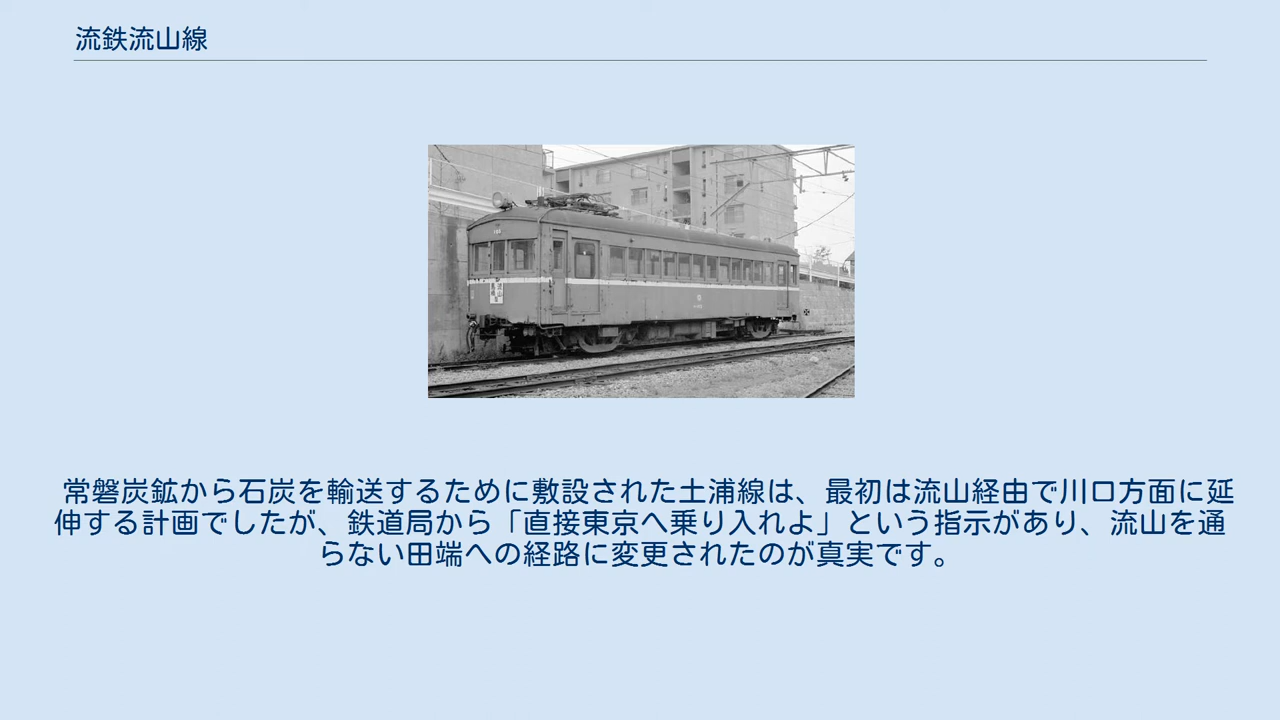 流鉄流山線
常磐炭鉱から石炭を輸送するために敷設された土浦線は、最初は流山経由で川口方面に延
伸する計画でしたが、鉄道局から「直接東京へ乗り入れよ」という指示があり、流山を通
らない田端への経路に変更されたのが真実です。